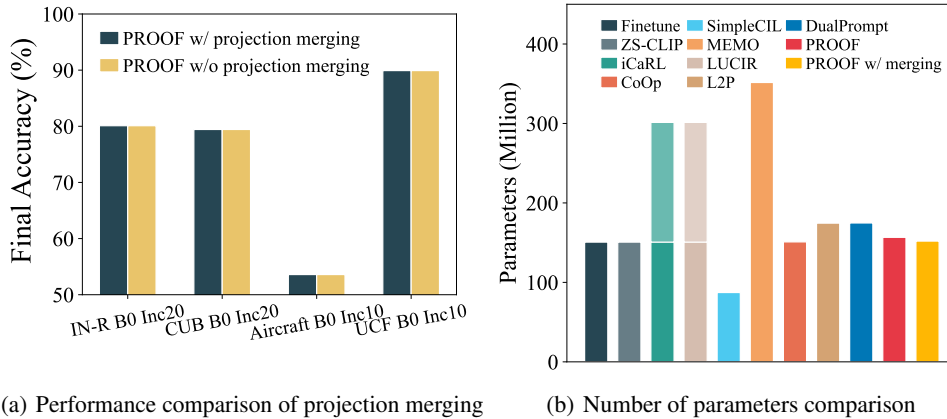 Final Accuracy (%)
100
90
80
70
60
50
PROOF w/ projection merging
PROOF w/o projection merging
IN-R B0 Inc20
CUB B0 Inc20
Aircraft B0 Inc10
UCF B0 Inc10
(a) Performance comparison of projection merging
Parameters (Million)
400
300
200
100
0
Finetune
ZS-CLIP
iCaRL
CoOp
SimpleCIL
MEMO
LUCIR
L2P
DualPrompt
PROOF
PROOF w/ merging
(b) Number of parameters comparison